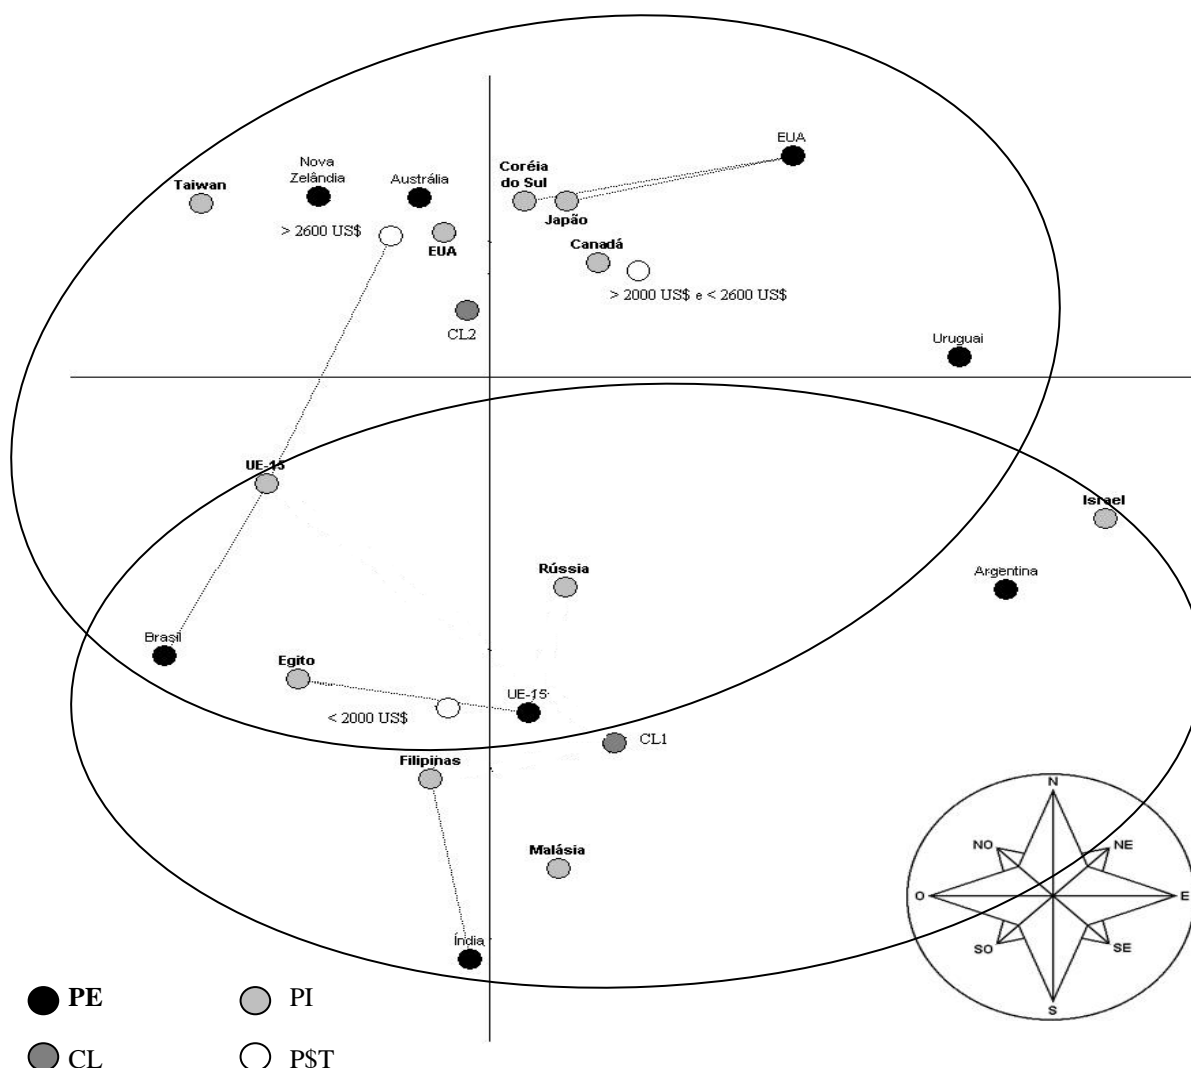 EUA
Nova
Zelândia
Austrália
Coréia
do Sul
Taiwan
Japão
> 2600 US$
EUA
Canadá
> 2000 US$ e < 2600 US$
CL2
Uruguai
UE-15
Israel
Rússia
Argentina
Brasil
Egito
UE-15
< 2000 US$
CL1
Filipinas
Malásia
Índia
N
NO
NE
O
E
SO
SE
S
PE
PI
CL
P$T